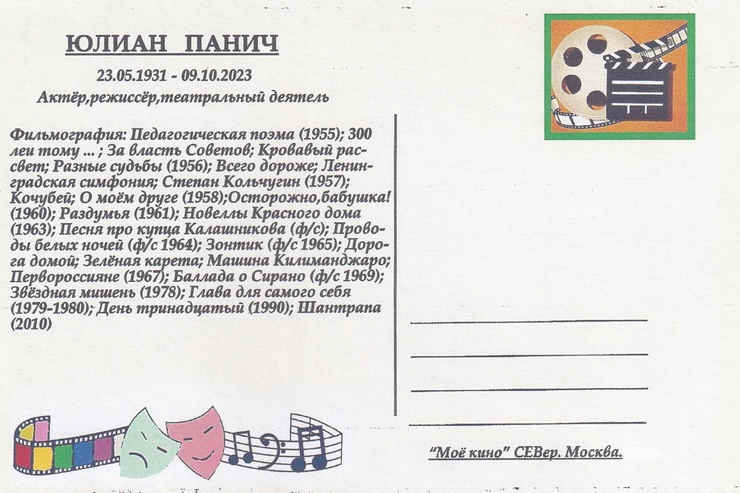 ЮЛИАН ПАНИЧ
23.05.1931 - 09.10.2023
Актёр,режиссёр,театральный деятель
Фильмография: Педагогическая поэма (1955); 300
леи тому ... ; За власть Советов; Кровавый рас-
свет; Разные судьбы (1956); Всего дороже; Ленин-
градская симфония; Степан Кольчугин (1957);
Кочубей; О моём друге (1958);Осторожно,бабушка!
(1960); Раздумья (1961); Новеллы Красного дома
(1963); Песня про купца Калашникова (ф/с); Прово-
ды белых ночей (ф/с 1964); Зонтик (ф/с 1965); Доро-
га домой; Зелёная карета; Машина Килиманджаро;
Первороссияне (1967); Баллада о Сирано (ф/с 1969);
Звёздная мишень (1978); Глава для самого себя
(1979-1980); День тринадцатый (1990); Шантрапа
(2010)
“Моё кино” СЕВер. Москва.